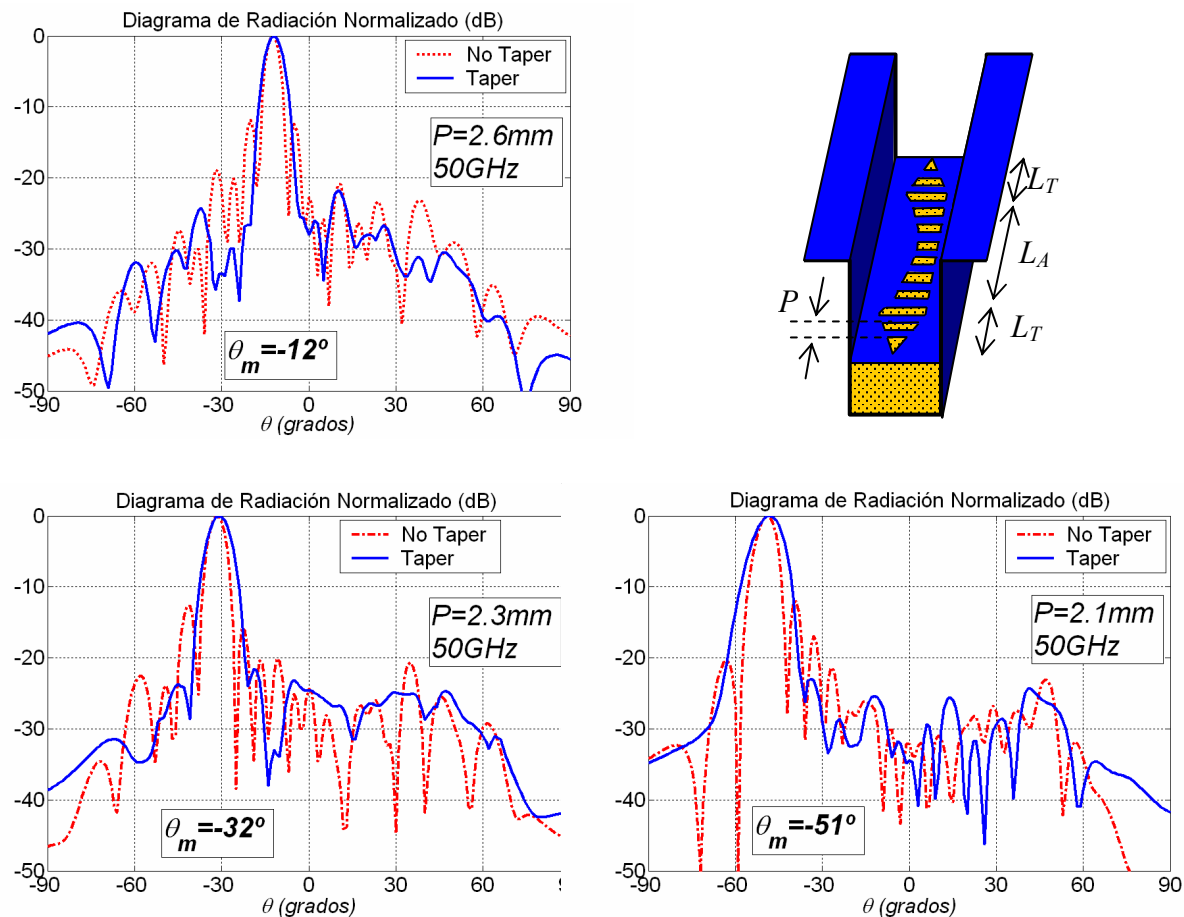 Diagrama de Radiación Normalizado (dB)
No Taper
Taper
P=2.6mm
50GHz
θm=-12º
0
-10
-20
-30
-40
-50
-90 -60 -30 0 30 60 90
θ (grados)
LT
LA
P
LT
Diagrama de Radiación Normalizado (dB)
No Taper
Taper
P=2.3mm
50GHz
θm=-32º
0
-10
-20
-30
-40
-50
-90 -60 -30 0 30 60
θ (grados)
Diagrama de Radiación Normalizado (dB)
No Taper
Taper
P=2.1mm
50GHz
θm=-51º
0
-10
-20
-30
-40
-50
-90 -60 -30 0 30 60 90
θ (grados)